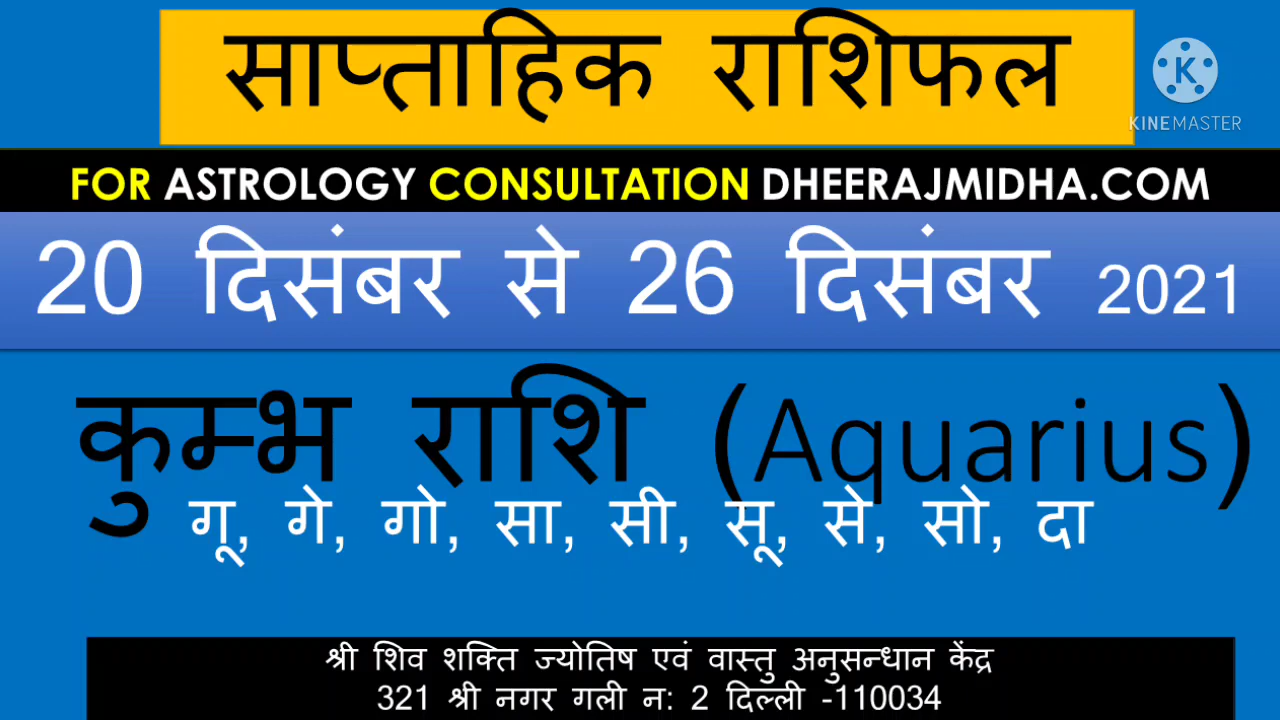 साप्ताहिक राशिफल
K
KINEMASTER
FOR ASTROLOGY CONSULTATION DHEERAJMIDHA.COM
20 दिसंबर से 26 दिसंबर 2021
कुम्भ राशि (Aquarius)
गू, गे, गो, सा, सी, सू, से, सो, दा
श्री शिव शक्ति ज्योतिष एवं वास्तु अनुसन्धान केंद्र
321 श्री नगर गली न: 2 दिल्ली -110034